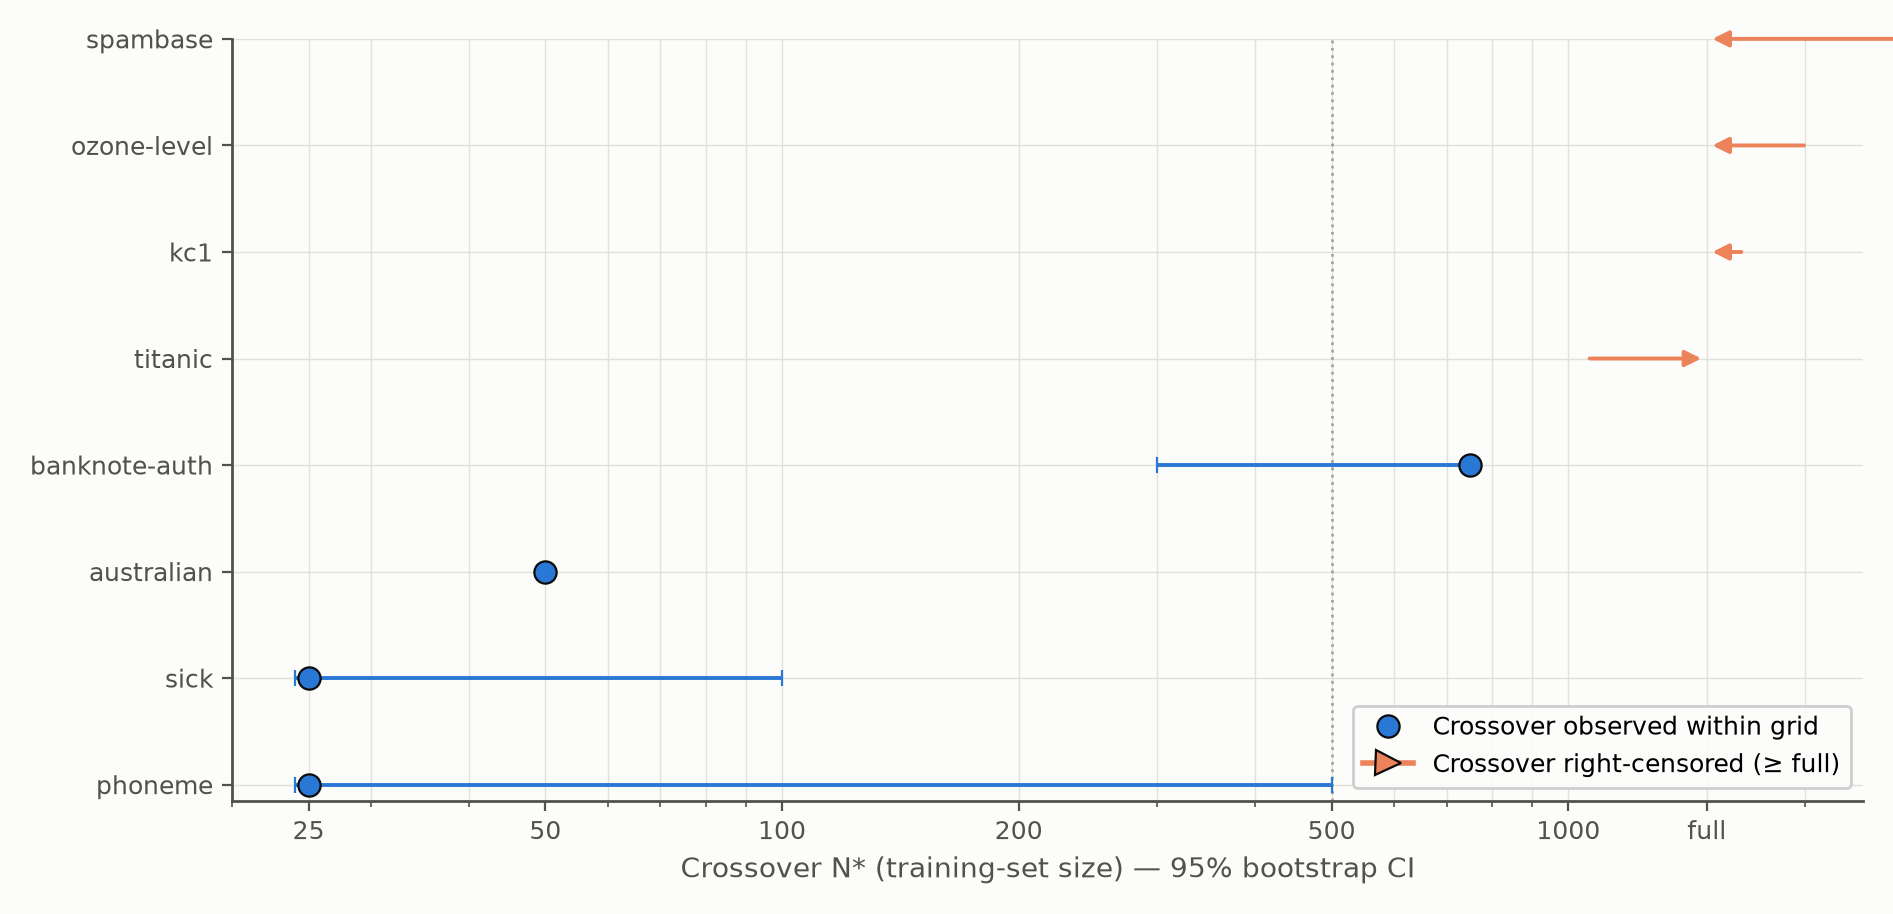 spambase
ozone-level
kc1
titanic
banknote-auth
australian
sick
phoneme
Crossover observed within grid
Crossover right-censored (≥ full)
25 50 100 200 500 1000 full
Crossover N* (training-set size) — 95% bootstrap CI